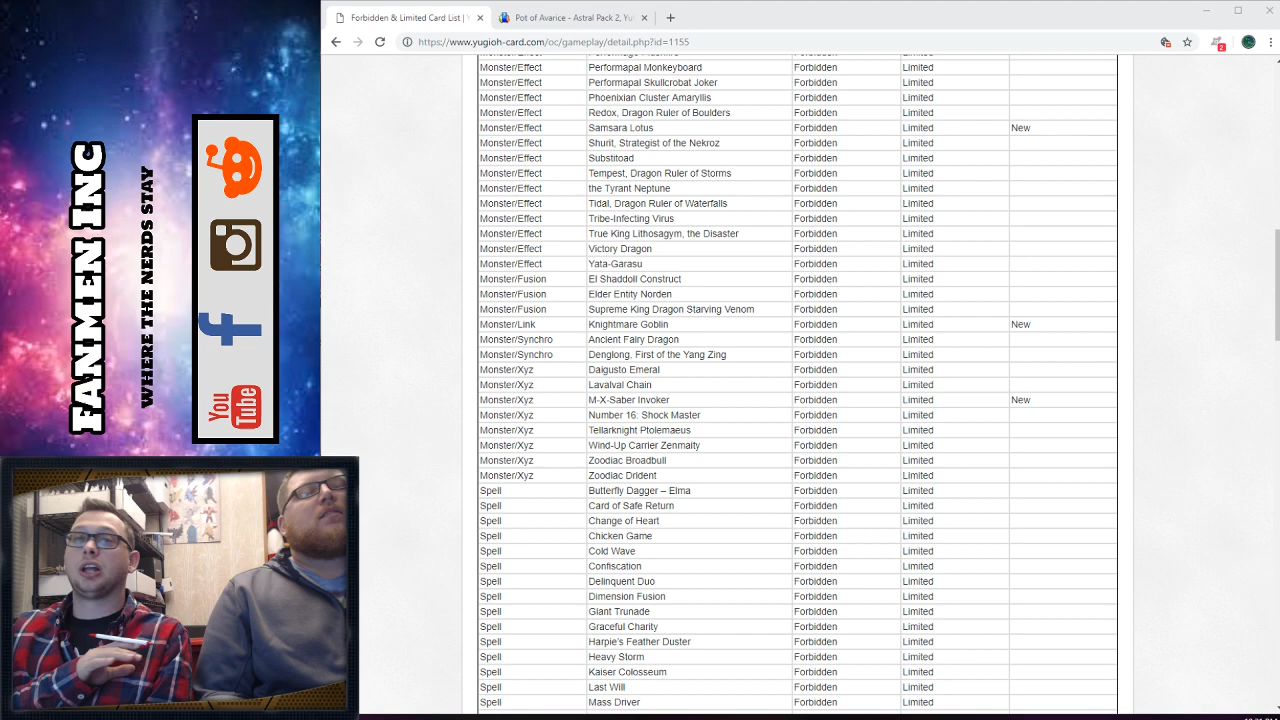 Forbidden & Limited Card List | Y
Pot of Avarice - Astral Pack 2, Yu
https://www.yugioh-card.com/oc/gameplay/detail.php?id=1155
2
FANMEN INC
WHERE THE NERDS STAY
You
Tube
Monster/Effect Performapal Monkeyboard Forbidden Limited
Monster/Effect Performapal Skullcrobat Joker Forbidden Limited
Monster/Effect Phoenixian Cluster Amaryllis Forbidden Limited
Monster/Effect Redox, Dragon Ruler of Boulders Forbidden Limited
Monster/Effect Samsara Lotus Forbidden Limited New
Monster/Effect Shurit, Strategist of the Nekroz Forbidden Limited
Monster/Effect Substitoad Forbidden Limited
Monster/Effect Tempest, Dragon Ruler of Storms Forbidden Limited
Monster/Effect the Tyrant Neptune Forbidden Limited
Monster/Effect Tidal, Dragon Ruler of Waterfalls Forbidden Limited
Monster/Effect Tribe-Infecting Virus Forbidden Limited
Monster/Effect True King Lithosagym, the Disaster Forbidden Limited
Monster/Effect Victory Dragon Forbidden Limited
Monster/Effect Yata-Garasu Forbidden Limited
Monster/Fusion El Shaddoll Construct Forbidden Limited
Monster/Fusion Elder Entity Norden Forbidden Limited
Monster/Fusion Supreme King Dragon Starving Venom Forbidden Limited
Monster/Link Knightmare Goblin Forbidden Limited New
Monster/Synchro Ancient Fairy Dragon Forbidden Limited
Monster/Synchro Denglong, First of the Yang Zing Forbidden Limited
Monster/Xyz Daigusto Emeral Forbidden Limited
Monster/Xyz Lavalval Chain Forbidden Limited
Monster/Xyz M-X-Saber Invoker Forbidden Limited New
Monster/Xyz Number 16: Shock Master Forbidden Limited
Monster/Xyz Tellarknight Ptolemaeus Forbidden Limited
Monster/Xyz Wind-Up Carrier Zenmaity Forbidden Limited
Monster/Xyz Zoodiac Broadbull Forbidden Limited
Monster/Xyz Zoodiac Drident Forbidden Limited
Spell Butterfly Dagger – Elma Forbidden Limited
Spell Card of Safe Return Forbidden Limited
Spell Change of Heart Forbidden Limited
Spell Chicken Game Forbidden Limited
Spell Cold Wave Forbidden Limited
Spell Confiscation Forbidden Limited
Spell Delinquent Duo Forbidden Limited
Spell Dimension Fusion Forbidden Limited
Spell Giant Trunade Forbidden Limited
Spell Graceful Charity Forbidden Limited
Spell Harpie's Feather Duster Forbidden Limited
Spell Heavy Storm Forbidden Limited
Spell Kaiser Colosseum Forbidden Limited
Spell Last Will Forbidden Limited
Spell Mass Driver Forbidden Limited